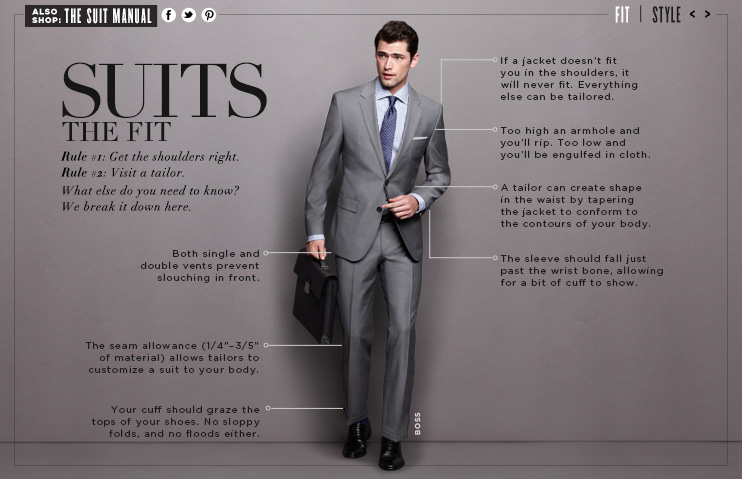 ALSO SHOP: THE SUIT MANUAL
FIT | STYLE < >
SUITS
THE FIT
Rule #1: Get the shoulders right.
Rule #2: Visit a tailor.
What else do you need to know?
We break it down here.
If a jacket doesn't fit
you in the shoulders, it
will never fit. Everything
else can be tailored.
Too high an armhole and
you'll rip. Too low and
you'll be engulfed in cloth.
A tailor can create shape
in the waist by tapering
the jacket to conform to
the contours of your body.
The sleeve should fall just
past the wrist bone, allowing
for a bit of cuff to show.
Both single and
double vents prevent
slouching in front.
The seam allowance (1/4"–3/5"
of material) allows tailors to
customize a suit to your body.
Your cuff should graze the
tops of your shoes. No sloppy
folds, and no floods either.
BOSS